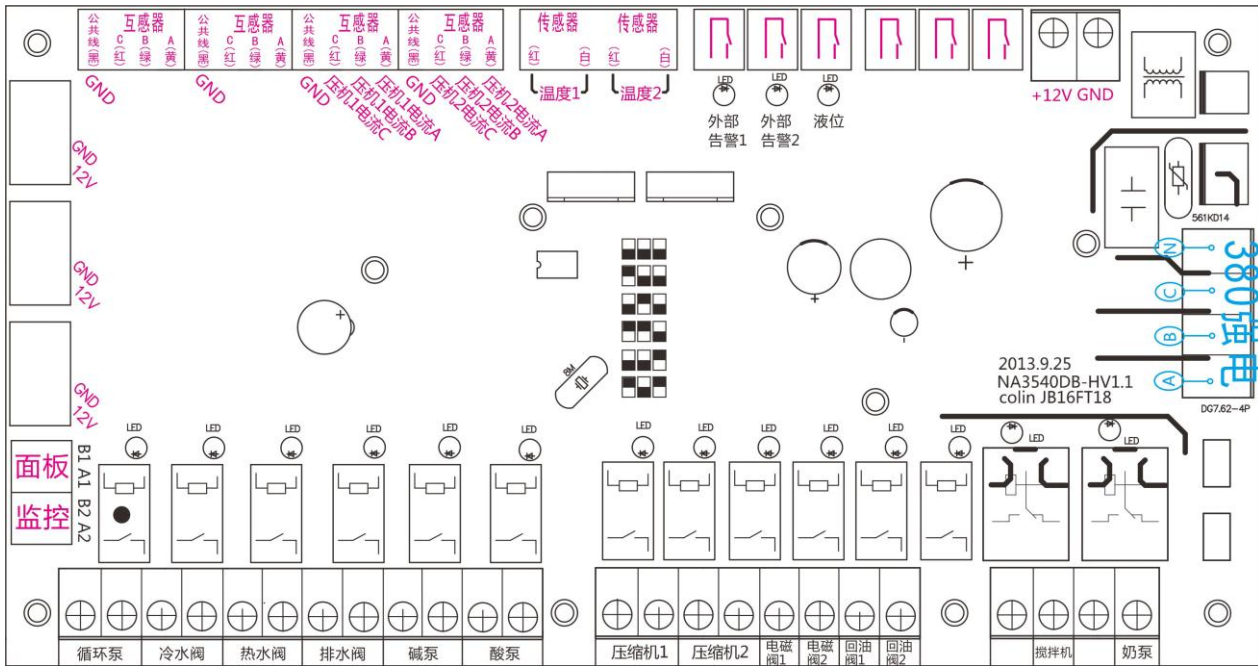 互感器 互感器 互感器 互感器 传感器 传感器
公共线(黑) C(红) B(绿) A(黄)
公共线(黑) C(红) B(绿) A(黄)
公共线(黑) C(红) B(绿) A(黄)
公共线(黑) C(红) B(绿) A(黄)
(红) (白) (红) (白)
GND
GND
GND
压机1电流C
压机1电流B
压机1电流A
GND
压机2电流C
压机2电流B
压机2电流A
温度1
温度2
LED
外部
告警1
LED
外部
告警2
LED
液位
+12V GND
GND
12V
GND
12V
GND
12V
561KD14
N
C
B
A
380强电
DG7.62-4P
+
+
+
-
8M
2013.9.25
NA3540DB-HV1.1
colin JB16FT18
面板
B1 A1
监控
B2 A2
LED LED LED LED LED LED
LED LED LED LED LED
LED LED
循环泵 冷水阀 热水阀 排水阀 碱泵 酸泵
压缩机1 压缩机2
电磁
阀1
电磁
阀2
回油
阀1
回油
阀2
搅拌机 奶泵